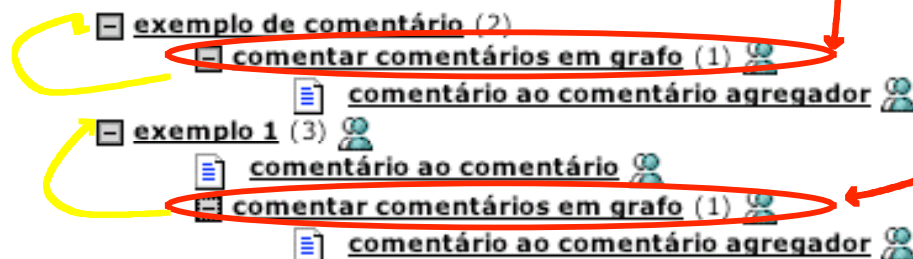 exemplo de comentário (2)
comentar comentários em grafo (1)
comentário ao comentário agregador
exemplo 1 (3)
comentário ao comentário
comentar comentários em grafo (1)
comentário ao comentário agregador